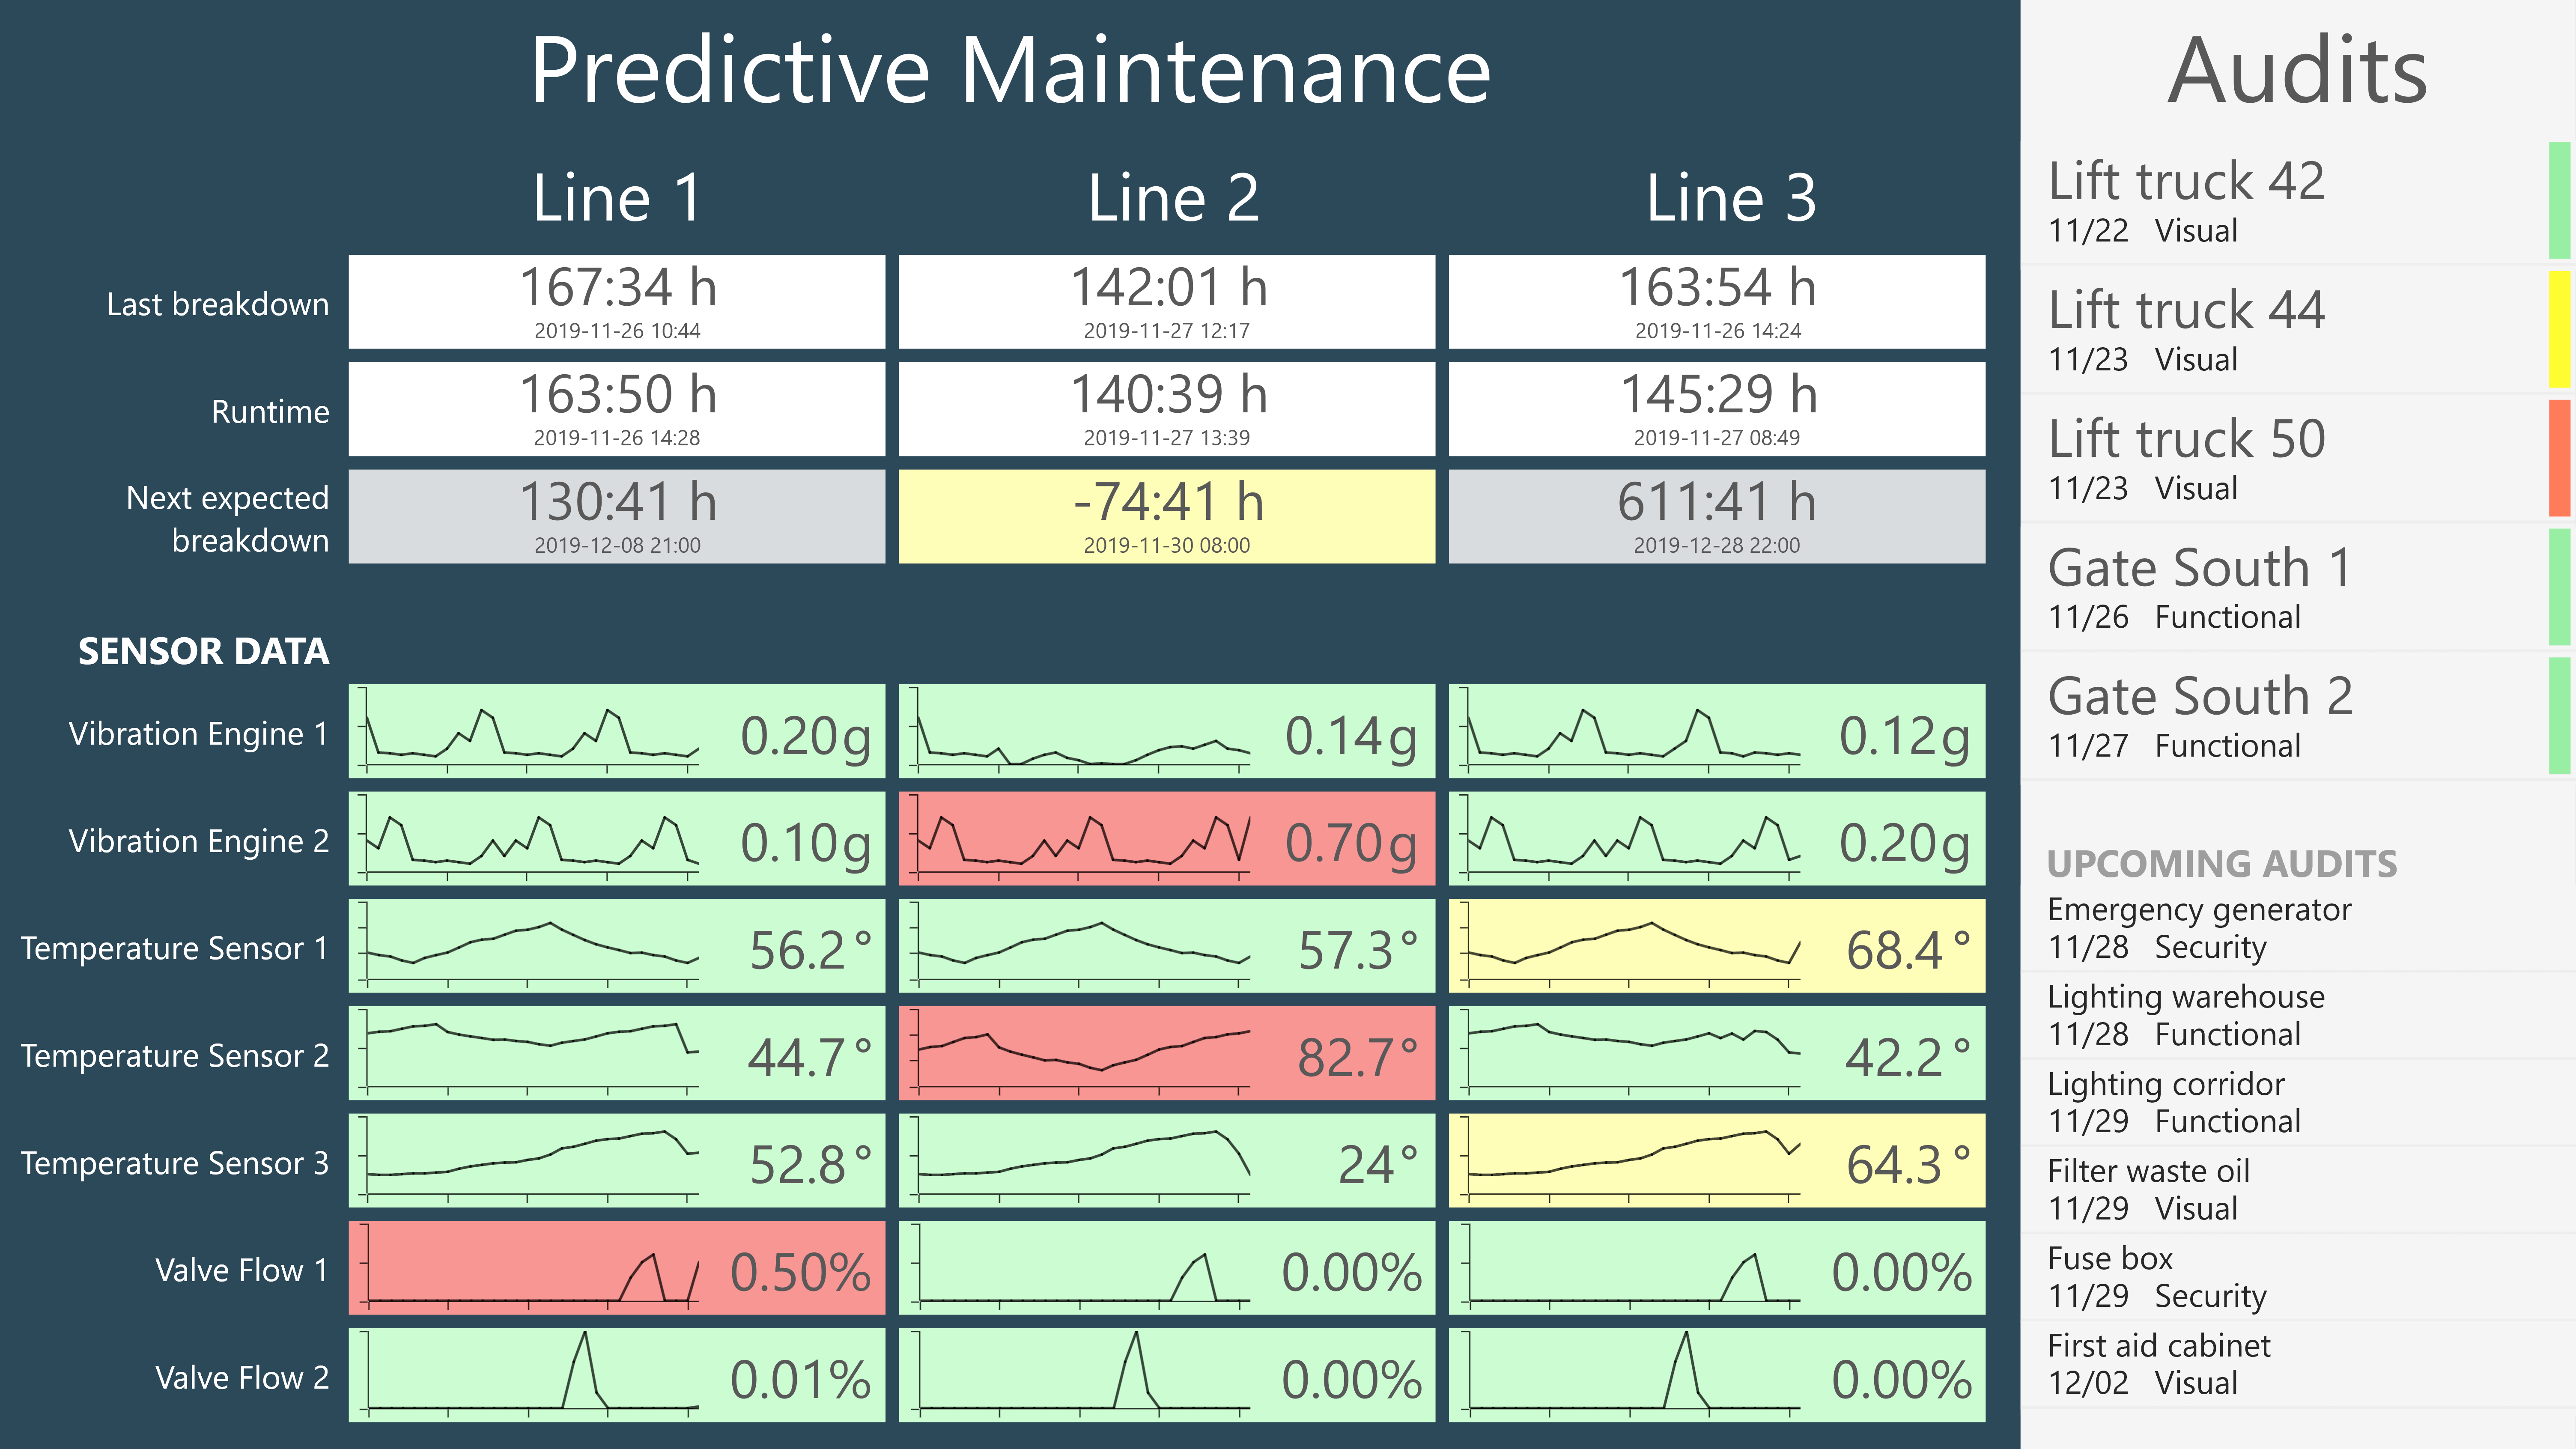 Predictive Maintenance
Line 1 Line 2 Line 3
Last breakdown
167:34 h
2019-11-26 10:44
142:01 h
2019-11-27 12:17
163:54 h
2019-11-26 14:24
Runtime
163:50 h
2019-11-26 14:28
140:39 h
2019-11-27 13:39
145:29 h
2019-11-27 08:49
Next expected
breakdown
130:41 h
2019-12-08 21:00
-74:41 h
2019-11-30 08:00
611:41 h
2019-12-28 22:00
SENSOR DATA
Vibration Engine 1 0.20g 0.14g 0.12g
Vibration Engine 2 0.10g 0.70g 0.20g
Temperature Sensor 1 56.2° 57.3° 68.4°
Temperature Sensor 2 44.7° 82.7° 42.2°
Temperature Sensor 3 52.8° 24° 64.3°
Valve Flow 1 0.50% 0.00% 0.00%
Valve Flow 2 0.01% 0.00% 0.00%
Audits
Lift truck 42
11/22 Visual
Lift truck 44
11/23 Visual
Lift truck 50
11/23 Visual
Gate South 1
11/26 Functional
Gate South 2
11/27 Functional
UPCOMING AUDITS
Emergency generator
11/28 Security
Lighting warehouse
11/28 Functional
Lighting corridor
11/29 Functional
Filter waste oil
11/29 Visual
Fuse box
11/29 Security
First aid cabinet
12/02 Visual